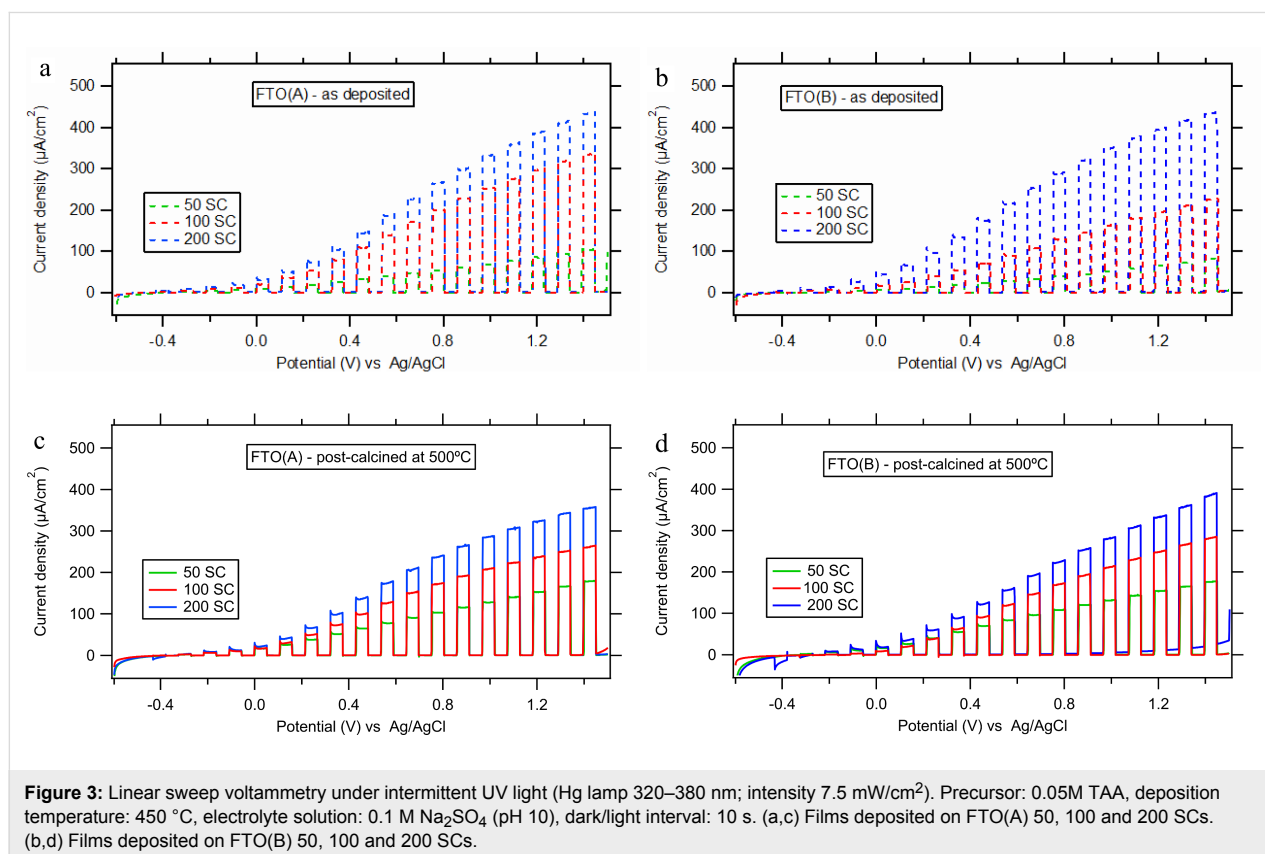 a
FTO(A) - as deposited
500
400
300
200
100
0
Current density (µA/cm²)
50 SC
100 SC
200 SC
-0.4
0.0
0.4
0.8
1.2
Potential (V) vs Ag/AgCl
b
FTO(B) - as deposited
500
400
300
200
100
0
Current density (µA/cm²)
50 SC
100 SC
200 SC
-0.4
0.0
0.4
0.8
1.2
Potential (V) vs Ag/AgCl
c
FTO(A) - post-calcined at 500ºC
500
400
300
200
100
0
Current density (µA/cm²)
50 SC
100 SC
200 SC
-0.4
0.0
0.4
0.8
1.2
Potential (V) vs Ag/AgCl
d
FTO(B) - post-calcined at 500ºC
500
400
300
200
100
0
Current density (µA/cm²)
50 SC
100 SC
200 SC
-0.4
0.0
0.4
0.8
1.2
Potential (V) vs Ag/AgCl
Figure 3: Linear sweep voltammetry under intermittent UV light (Hg lamp 320–380 nm; intensity 7.5 mW/cm²). Precursor: 0.05M TAA, deposition
temperature: 450 °C, electrolyte solution: 0.1 M Na₂SO₄ (pH 10), dark/light interval: 10 s. (a,c) Films deposited on FTO(A) 50, 100 and 200 SCs.
(b,d) Films deposited on FTO(B) 50, 100 and 200 SCs.